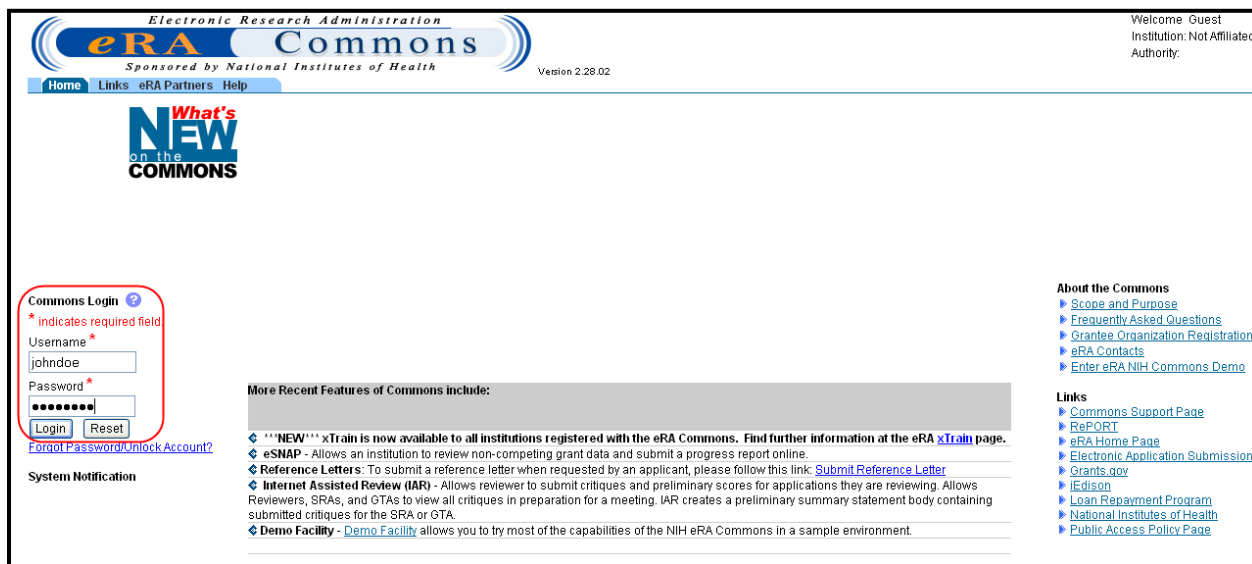 Electronic Research Administration
eRA Commons
Sponsored by National Institutes of Health
Version 2.28.02
Welcome Guest
Institution: Not Affiliated
Authority:
Home Links eRA Partners Help
What's
NEW
on the
COMMONS
Commons Login ?
* indicates required field
Username *
johndoe
Password *
••••••••
Login Reset
Forgot Password/Unlock Account?
System Notification
More Recent Features of Commons include:
'''NEW''' xTrain is now available to all institutions registered with the eRA Commons. Find further information at the eRA xTrain page.
eSNAP - Allows an institution to review non-competing grant data and submit a progress report online.
Reference Letters: To submit a reference letter when requested by an applicant, please follow this link: Submit Reference Letter
Internet Assisted Review (IAR) - Allows reviewer to submit critiques and preliminary scores for applications they are reviewing. Allows
Reviewers, SRAs, and GTAs to view all critiques in preparation for a meeting. IAR creates a preliminary summary statement body containing
submitted critiques for the SRA or GTA.
Demo Facility - Demo Facility allows you to try most of the capabilities of the NIH eRA Commons in a sample environment.
About the Commons
Scope and Purpose
Frequently Asked Questions
Grantee Organization Registration
eRA Contacts
Enter eRA NIH Commons Demo
Links
Commons Support Page
RePORT
eRA Home Page
Electronic Application Submission
Grants.gov
iEdison
Loan Repayment Program
National Institutes of Health
Public Access Policy Page